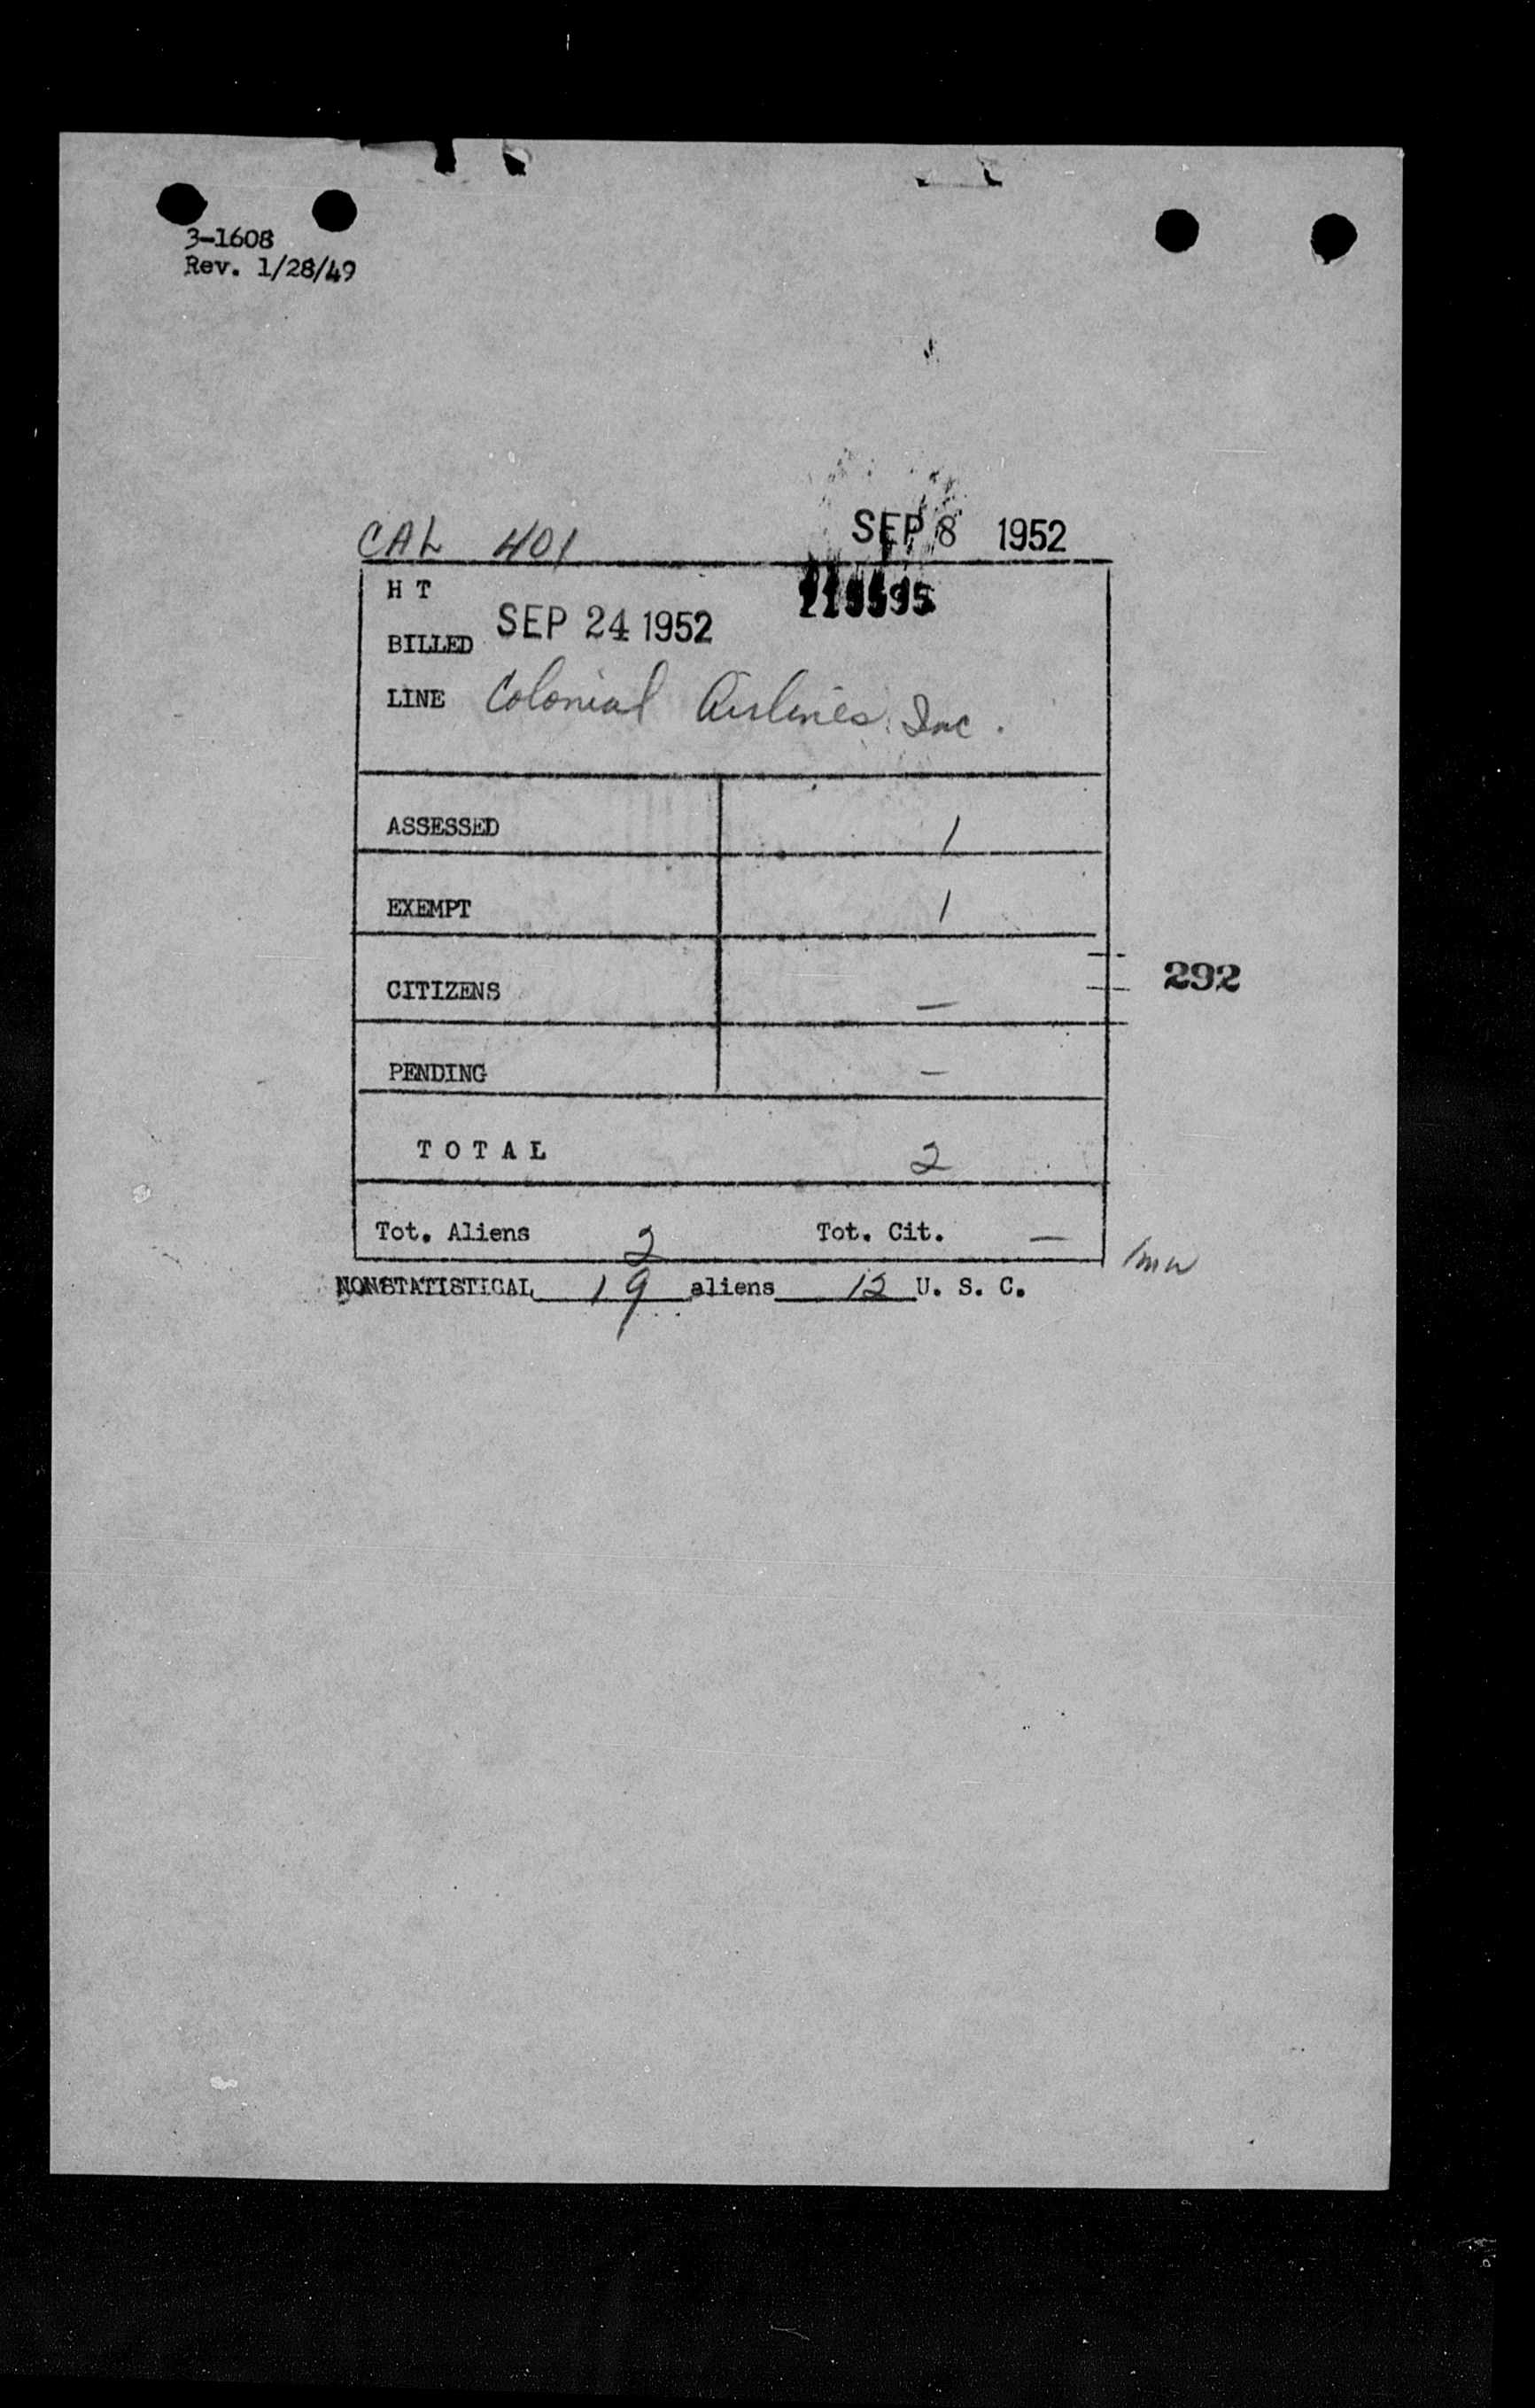 3-1608
Rev. 1/28/49
CAL 401 SEP 8 1952
H T
BILLED SEP 24 1952
LINE Colonial Airlines Inc.
ASSESSED 1
EXEMPT 1
CITIZENS —
292
PENDING —
TOTAL 2
Tot. Aliens 2 Tot. Cit. —
NONSTATISTICAL 19 aliens 12 U. S. C.